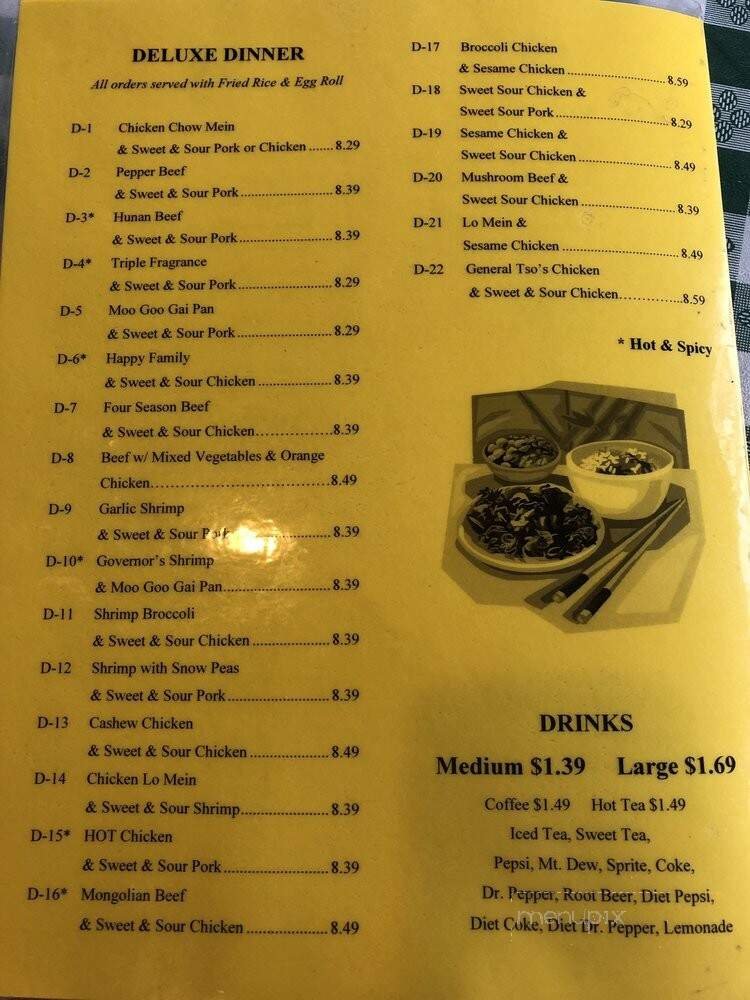 DELUXE DINNER
All orders served with Fried Rice & Egg Roll
D-1 Chicken Chow Mein
& Sweet & Sour Pork or Chicken ....... 8.29
D-2 Pepper Beef
& Sweet & Sour Pork ........................ 8.39
D-3* Hunan Beef
& Sweet & Sour Pork ........................ 8.39
D-4* Triple Fragrance
& Sweet & Sour Pork ........................ 8.29
D-5 Moo Goo Gai Pan
& Sweet & Sour Pork ........................ 8.29
D-6* Happy Family
& Sweet & Sour Chicken ................... 8.39
D-7 Four Season Beef
& Sweet & Sour Chicken ................... 8.39
D-8 Beef w/ Mixed Vegetables & Orange
Chicken ............................................. 8.49
D-9 Garlic Shrimp
& Sweet & Sour Pork ........................ 8.39
D-10* Governor's Shrimp
& Moo Goo Gai Pan ........................... 8.39
D-11 Shrimp Broccoli
& Sweet & Sour Chicken ................... 8.39
D-12 Shrimp with Snow Peas
& Sweet & Sour Pork ........................ 8.39
D-13 Cashew Chicken
& Sweet & Sour Chicken ................... 8.49
D-14 Chicken Lo Mein
& Sweet & Sour Shrimp ..................... 8.39
D-15* HOT Chicken
& Sweet & Sour Pork ........................ 8.39
D-16* Mongolian Beef
& Sweet & Sour Chicken ................... 8.49
D-17 Broccoli Chicken
& Sesame Chicken ............................ 8.59
D-18 Sweet Sour Chicken &
Sweet Sour Pork ................................ 8.29
D-19 Sesame Chicken &
Sweet Sour Chicken ........................... 8.49
D-20 Mushroom Beef &
Sweet Sour Chicken ........................... 8.39
D-21 Lo Mein &
Sesame Chicken ................................ 8.49
D-22 General Tso's Chicken
& Sweet & Sour Chicken ................... 8.59
* Hot & Spicy
DRINKS
Medium $1.39 Large $1.69
Coffee $1.49 Hot Tea $1.49
Iced Tea, Sweet Tea,
Pepsi, Mt. Dew, Sprite, Coke,
Dr. Pepper, Root Beer, Diet Pepsi,
menupix
Diet Coke, Diet Dr. Pepper, Lemonade